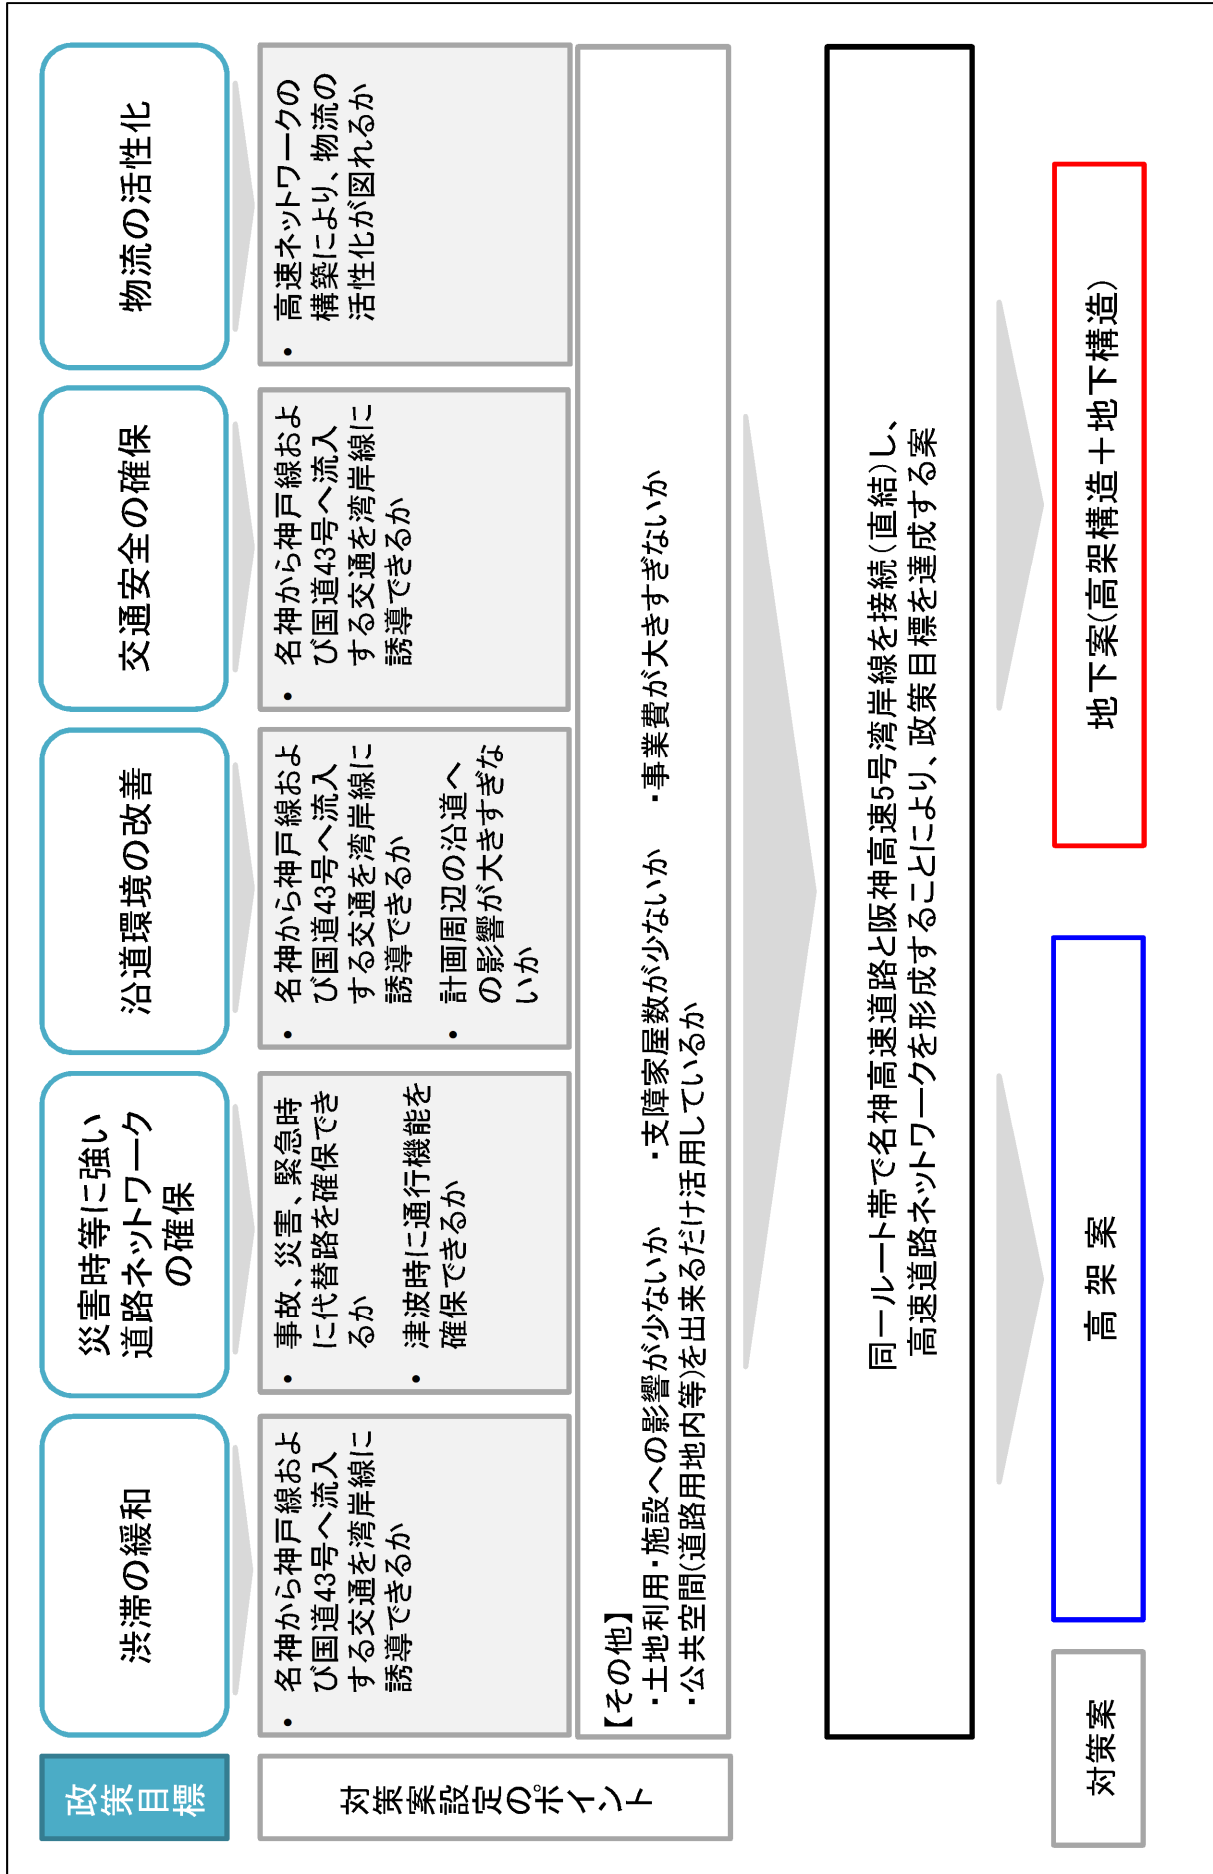 政策目標
渋滞の緩和
災害時等に強い
道路ネットワーク
の確保
沿道環境の改善
交通安全の確保
物流の活性化
対策案設定のポイント
• 名神から神戸線およ
び国道43号へ流入
する交通を湾岸線に
誘導できるか
• 事故、災害、緊急時
に代替路を確保でき
るか
• 津波時に通行機能を
確保できるか
• 名神から神戸線およ
び国道43号へ流入
する交通を湾岸線に
誘導できるか
• 計画周辺の沿道へ
の影響が大きすぎな
いか
• 名神から神戸線およ
び国道43号へ流入
する交通を湾岸線に
誘導できるか
• 高速ネットワークの
構築により、物流の
活性化が図れるか
【その他】
・土地利用・施設への影響が少ないか ・支障家屋数が少ないか ・事業費が大きすぎないか
・公共空間(道路用地内等)を出来るだけ活用しているか
同一ルート帯で名神高速道路と阪神高速5号湾岸線を接続(直結)し、
高速道路ネットワークを形成することにより、政策目標を達成する案
対策案
高架案
地下案(高架構造＋地下構造)